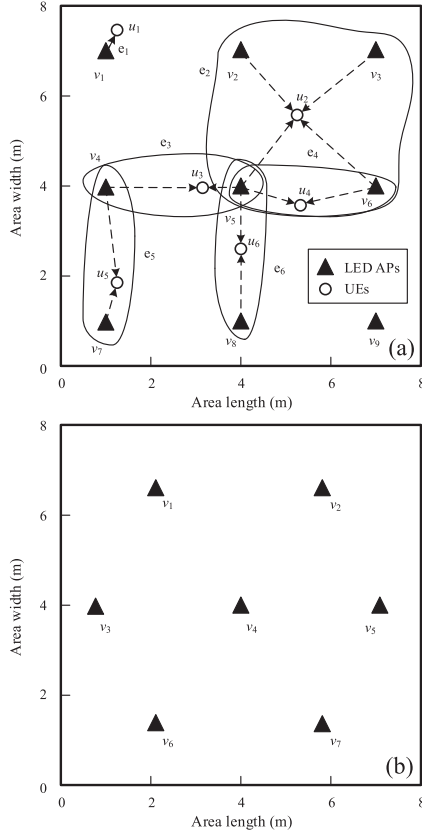 8
6
4
2
0
0
2
4
6
8
Area width (m)
Area length (m)
u1
e1
v1
e2
v2
v3
u2
e3
e4
v4
u3
v5
u4
v6
u6
e5
u5
e6
v7
v8
v9
LED APs
UEs
(a)
8
6
4
2
0
0
2
4
6
8
Area width (m)
Area length (m)
v1
v2
v3
v4
v5
v6
v7
(b)